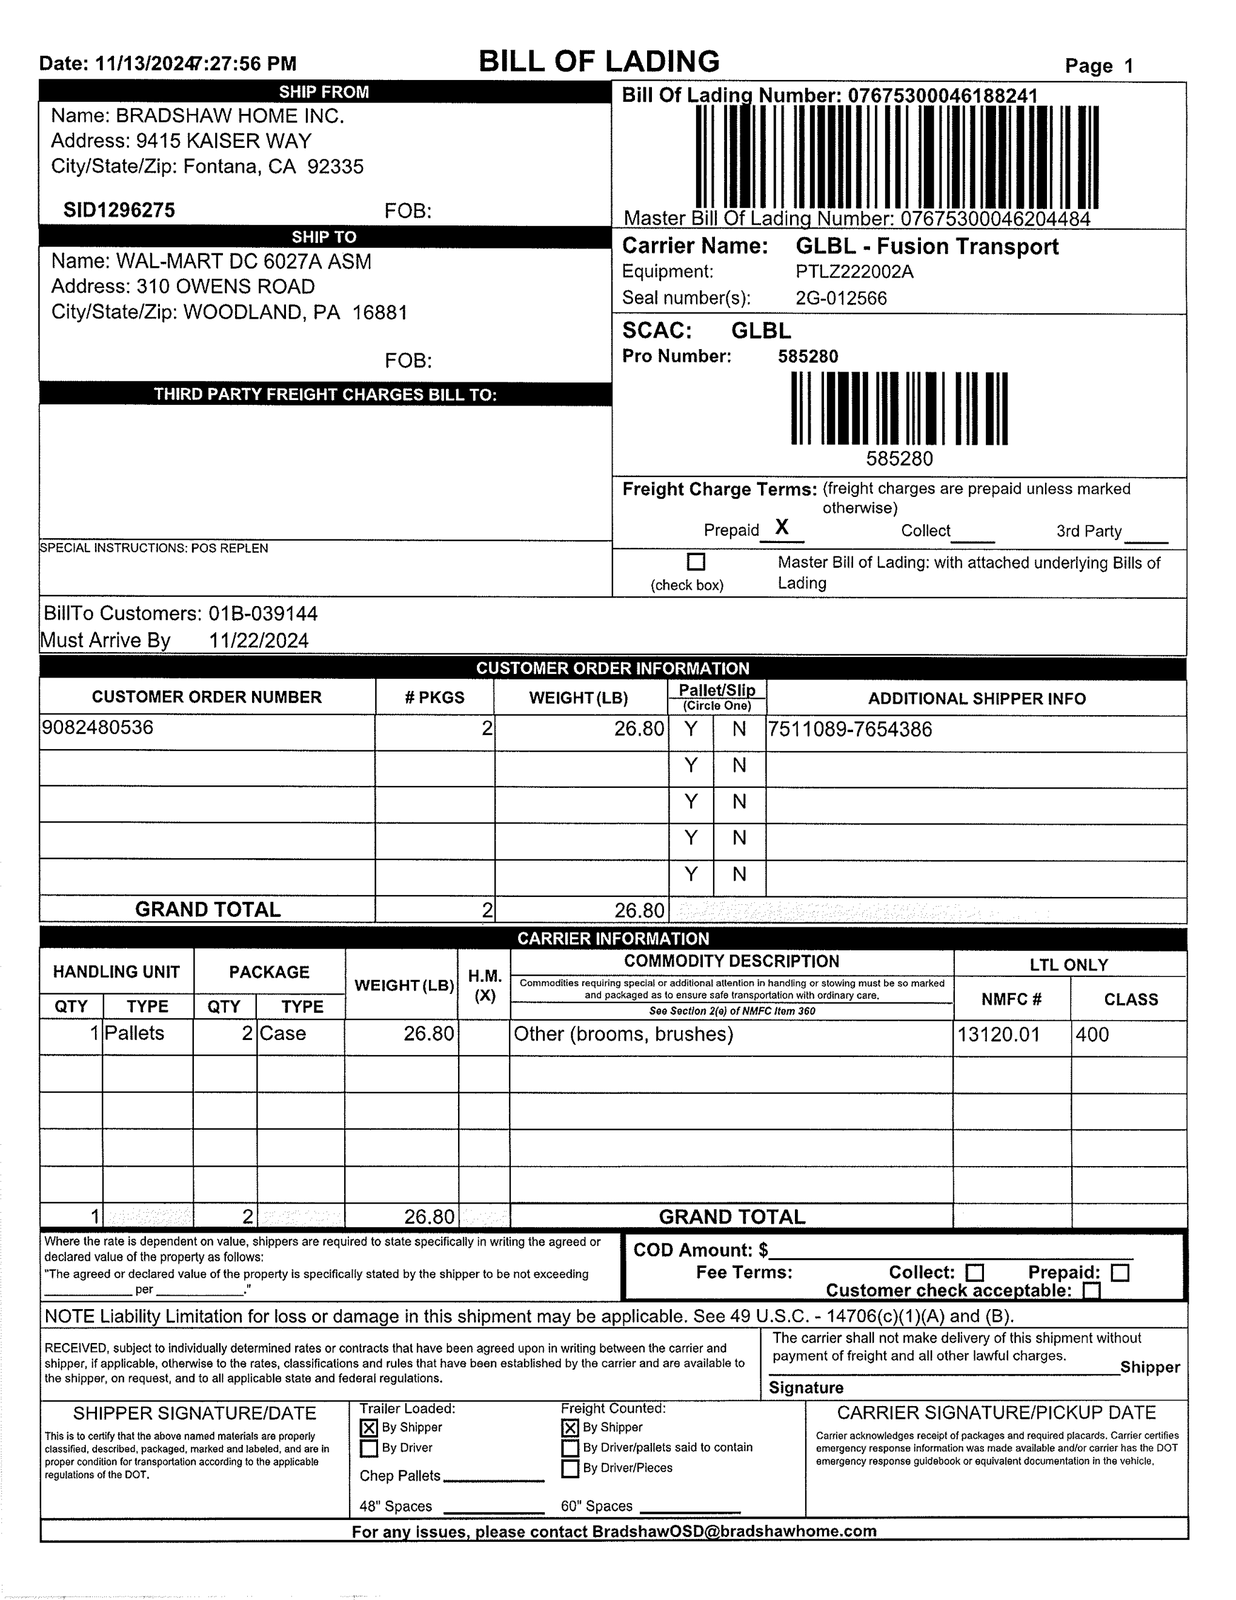 Date: 11/13/2024 7:27:56 PM
BILL OF LADING
Page 1
SHIP FROM
Name: BRADSHAW HOME INC.
Address: 9415 KAISER WAY
City/State/Zip: Fontana, CA 92335
SID1296275 FOB:
Bill Of Lading Number: 07675300046188241
Master Bill Of Lading Number: 07675300046204484
SHIP TO
Name: WAL-MART DC 6027A ASM
Address: 310 OWENS ROAD
City/State/Zip: WOODLAND, PA 16881
FOB:
Carrier Name: GLBL - Fusion Transport
Equipment: PTLZ222002A
Seal number(s): 2G-012566
SCAC: GLBL
Pro Number: 585280
585280
THIRD PARTY FREIGHT CHARGES BILL TO:
Freight Charge Terms: (freight charges are prepaid unless marked
otherwise)
Prepaid X Collect 3rd Party
SPECIAL INSTRUCTIONS: POS REPLEN
(check box)
Master Bill of Lading: with attached underlying Bills of
Lading
BillTo Customers: 01B-039144
Must Arrive By 11/22/2024
CUSTOMER ORDER INFORMATION
CUSTOMER ORDER NUMBER # PKGS WEIGHT (LB) Pallet/Slip (Circle One) ADDITIONAL SHIPPER INFO
9082480536 2 26.80 Y N 7511089-7654386
Y N
Y N
Y N
Y N
GRAND TOTAL 2 26.80
CARRIER INFORMATION
HANDLING UNIT PACKAGE WEIGHT (LB) H.M. (X) COMMODITY DESCRIPTION LTL ONLY
Commodities requiring special or additional attention in handling or stowing must be so marked
and packaged as to ensure safe transportation with ordinary care.
See Section 2(e) of NMFC Item 360
QTY TYPE QTY TYPE NMFC # CLASS
1 Pallets 2 Case 26.80 Other (brooms, brushes) 13120.01 400
1 2 26.80 GRAND TOTAL
Where the rate is dependent on value, shippers are required to state specifically in writing the agreed or
declared value of the property as follows:
"The agreed or declared value of the property is specifically stated by the shipper to be not exceeding
____________ per ____________."
COD Amount: $
Fee Terms: Collect: Prepaid:
Customer check acceptable:
NOTE Liability Limitation for loss or damage in this shipment may be applicable. See 49 U.S.C. - 14706(c)(1)(A) and (B).
RECEIVED, subject to individually determined rates or contracts that have been agreed upon in writing between the carrier and
shipper, if applicable, otherwise to the rates, classifications and rules that have been established by the carrier and are available to
the shipper, on request, and to all applicable state and federal regulations.
The carrier shall not make delivery of this shipment without
payment of freight and all other lawful charges.
Shipper
Signature
SHIPPER SIGNATURE/DATE
This is to certify that the above named materials are properly
classified, described, packaged, marked and labeled, and are in
proper condition for transportation according to the applicable
regulations of the DOT.
Trailer Loaded:
X By Shipper
By Driver
Chep Pallets
48" Spaces
Freight Counted:
X By Shipper
By Driver/pallets said to contain
By Driver/Pieces
60" Spaces
CARRIER SIGNATURE/PICKUP DATE
Carrier acknowledges receipt of packages and required placards. Carrier certifies
emergency response information was made available and/or carrier has the DOT
emergency response guidebook or equivalent documentation in the vehicle.
For any issues, please contact BradshawOSD@bradshawhome.com